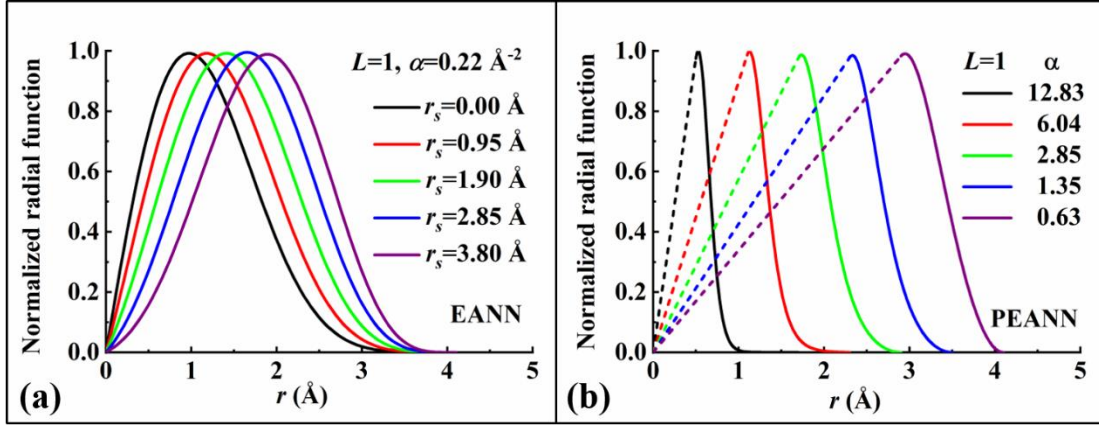 Normalized radial function
1.0
0.8
0.6
0.4
0.2
0.0
0 1 2 3 4 5
r (Å)
L=1, α=0.22 Å⁻²
rₛ=0.00 Å
rₛ=0.95 Å
rₛ=1.90 Å
rₛ=2.85 Å
rₛ=3.80 Å
EANN
(a)
Normalized radial function
1.0
0.8
0.6
0.4
0.2
0.0
0 1 2 3 4 5
r (Å)
L=1 α
12.83
6.04
2.85
1.35
0.63
PEANN
(b)